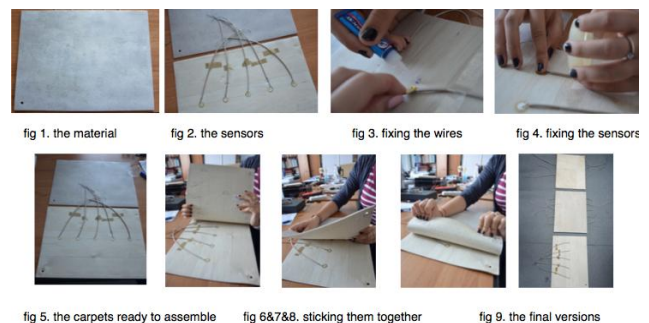 fig 1. the material
fig 2. the sensors
fig 3. fixing the wires
fig 4. fixing the sensors
fig 5. the carpets ready to assemble
fig 6&7&8. sticking them together
fig 9. the final versions